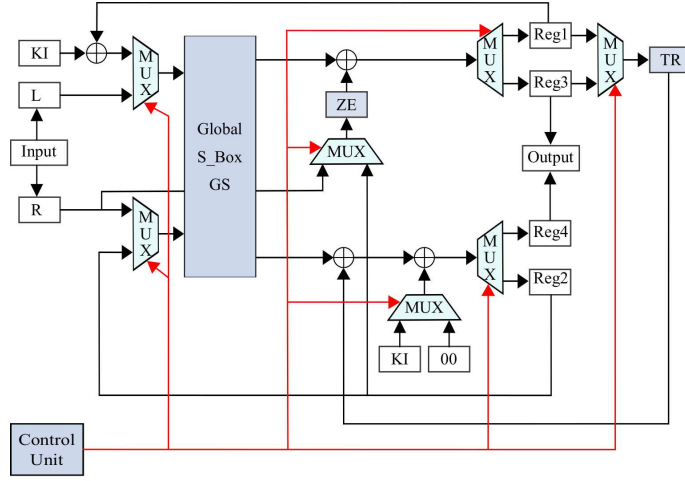 KI
MUX
Reg1
MUX
TR
L
MUX
Reg3
Global
S_Box
GS
ZE
Input
MUX
Output
R
MUX
Reg4
MUX
Reg2
MUX
KI
00
Control
Unit